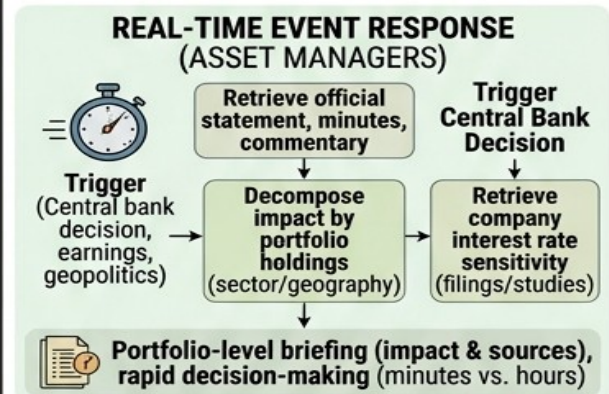 REAL-TIME EVENT RESPONSE
(ASSET MANAGERS)
Retrieve official
statement, minutes,
commentary
Trigger
Central Bank
Decision
Trigger
(Central bank
decision,
earnings,
geopolitics)
Decompose
impact by
portfolio
holdings
(sector/geography)
Retrieve
company
interest rate
sensitivity
(filings/studies)
Portfolio-level briefing (impact & sources),
rapid decision-making (minutes vs. hours)